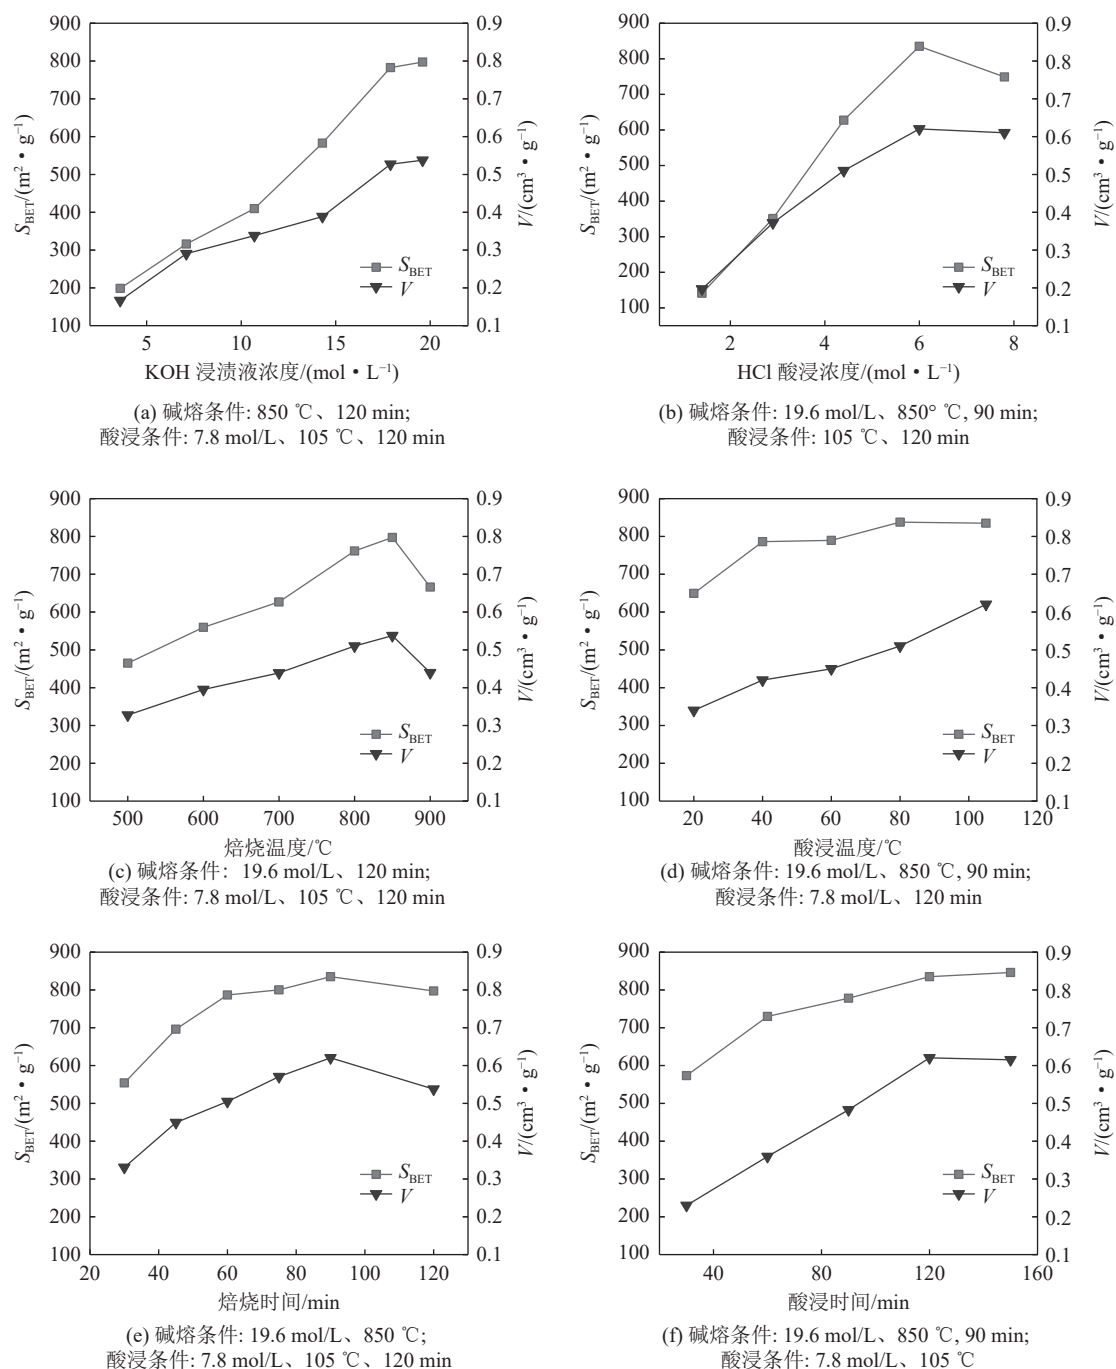 900
800
700
600
500
400
300
200
100
S_BET/(m² • g⁻¹)
0.9
0.8
0.7
0.6
0.5
0.4
0.3
0.2
0.1
V/(cm³ • g⁻¹)
S_BET
V
5 10 15 20
KOH 浸渍液浓度/(mol • L⁻¹)
(a) 碱熔条件: 850 ℃、120 min;
酸浸条件: 7.8 mol/L、105 ℃、120 min
900
800
700
600
500
400
300
200
100
S_BET/(m² • g⁻¹)
0.9
0.8
0.7
0.6
0.5
0.4
0.3
0.2
0.1
V/(cm³ • g⁻¹)
S_BET
V
2 4 6 8
HCl 酸浸浓度/(mol • L⁻¹)
(b) 碱熔条件: 19.6 mol/L、850° ℃, 90 min;
酸浸条件: 105 ℃、120 min
900
800
700
600
500
400
300
200
100
S_BET/(m² • g⁻¹)
0.9
0.8
0.7
0.6
0.5
0.4
0.3
0.2
0.1
V/(cm³ • g⁻¹)
S_BET
V
500 600 700 800 900
焙烧温度/℃
(c) 碱熔条件: 19.6 mol/L、120 min;
酸浸条件: 7.8 mol/L、105 ℃、120 min
900
800
700
600
500
400
300
200
100
S_BET/(m² • g⁻¹)
0.9
0.8
0.7
0.6
0.5
0.4
0.3
0.2
0.1
V/(cm³ • g⁻¹)
S_BET
V
20 40 60 80 100 120
酸浸温度/℃
(d) 碱熔条件: 19.6 mol/L、850 ℃, 90 min;
酸浸条件: 7.8 mol/L、120 min
900
800
700
600
500
400
300
200
100
S_BET/(m² • g⁻¹)
0.9
0.8
0.7
0.6
0.5
0.4
0.3
0.2
0.1
V/(cm³ • g⁻¹)
S_BET
V
20 40 60 80 100 120
焙烧时间/min
(e) 碱熔条件: 19.6 mol/L、850 ℃;
酸浸条件: 7.8 mol/L、105 ℃、120 min
900
800
700
600
500
400
300
200
100
S_BET/(m² • g⁻¹)
0.9
0.8
0.7
0.6
0.5
0.4
0.3
0.2
0.1
V/(cm³ • g⁻¹)
S_BET
V
40 80 120 160
酸浸时间/min
(f) 碱熔条件: 19.6 mol/L、850 ℃, 90 min;
酸浸条件: 7.8 mol/L、105 ℃